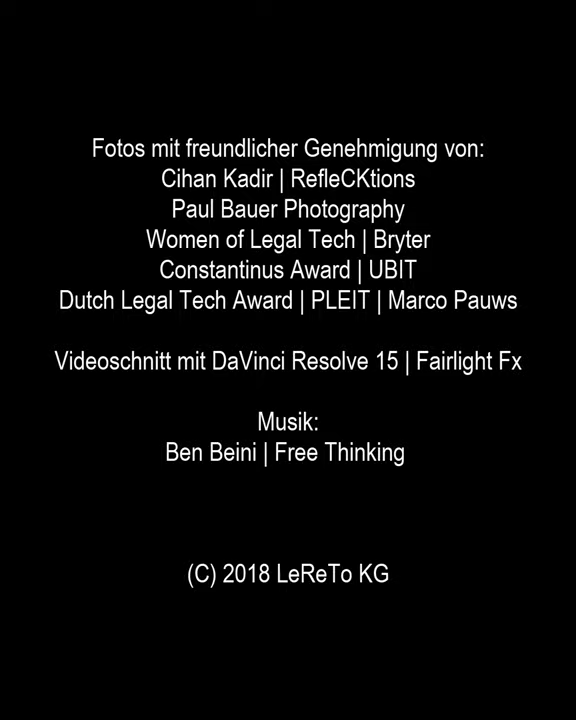 Fotos mit freundlicher Genehmigung von:
Cihan Kadir | RefleCKtions
Paul Bauer Photography
Women of Legal Tech | Bryter
Constantinus Award | UBIT
Dutch Legal Tech Award | PLEIT | Marco Pauws
Videoschnitt mit DaVinci Resolve 15 | Fairlight Fx
Musik:
Ben Beini | Free Thinking
(C) 2018 LeReTo KG